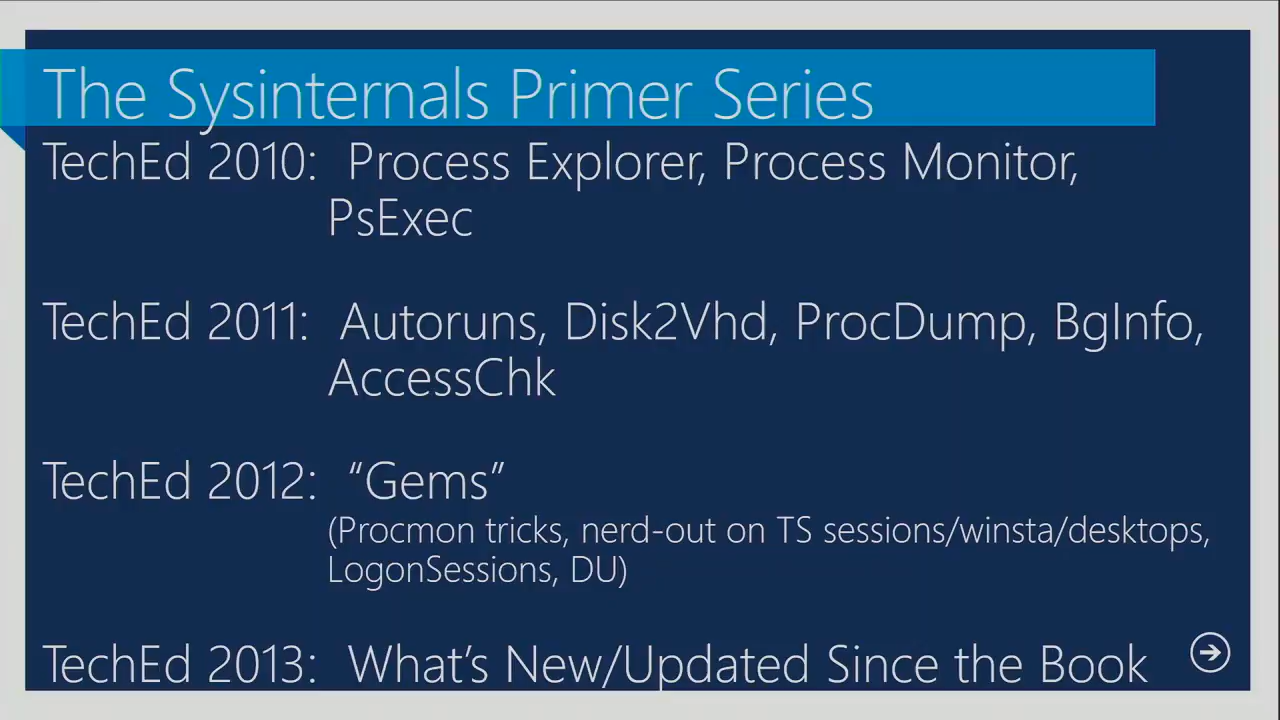 The Sysinternals Primer Series
TechEd 2010: Process Explorer, Process Monitor,
PsExec
TechEd 2011: Autoruns, Disk2Vhd, ProcDump, BgInfo,
AccessChk
TechEd 2012: “Gems”
(Procmon tricks, nerd-out on TS sessions/winsta/desktops,
LogonSessions, DU)
TechEd 2013: What’s New/Updated Since the Book